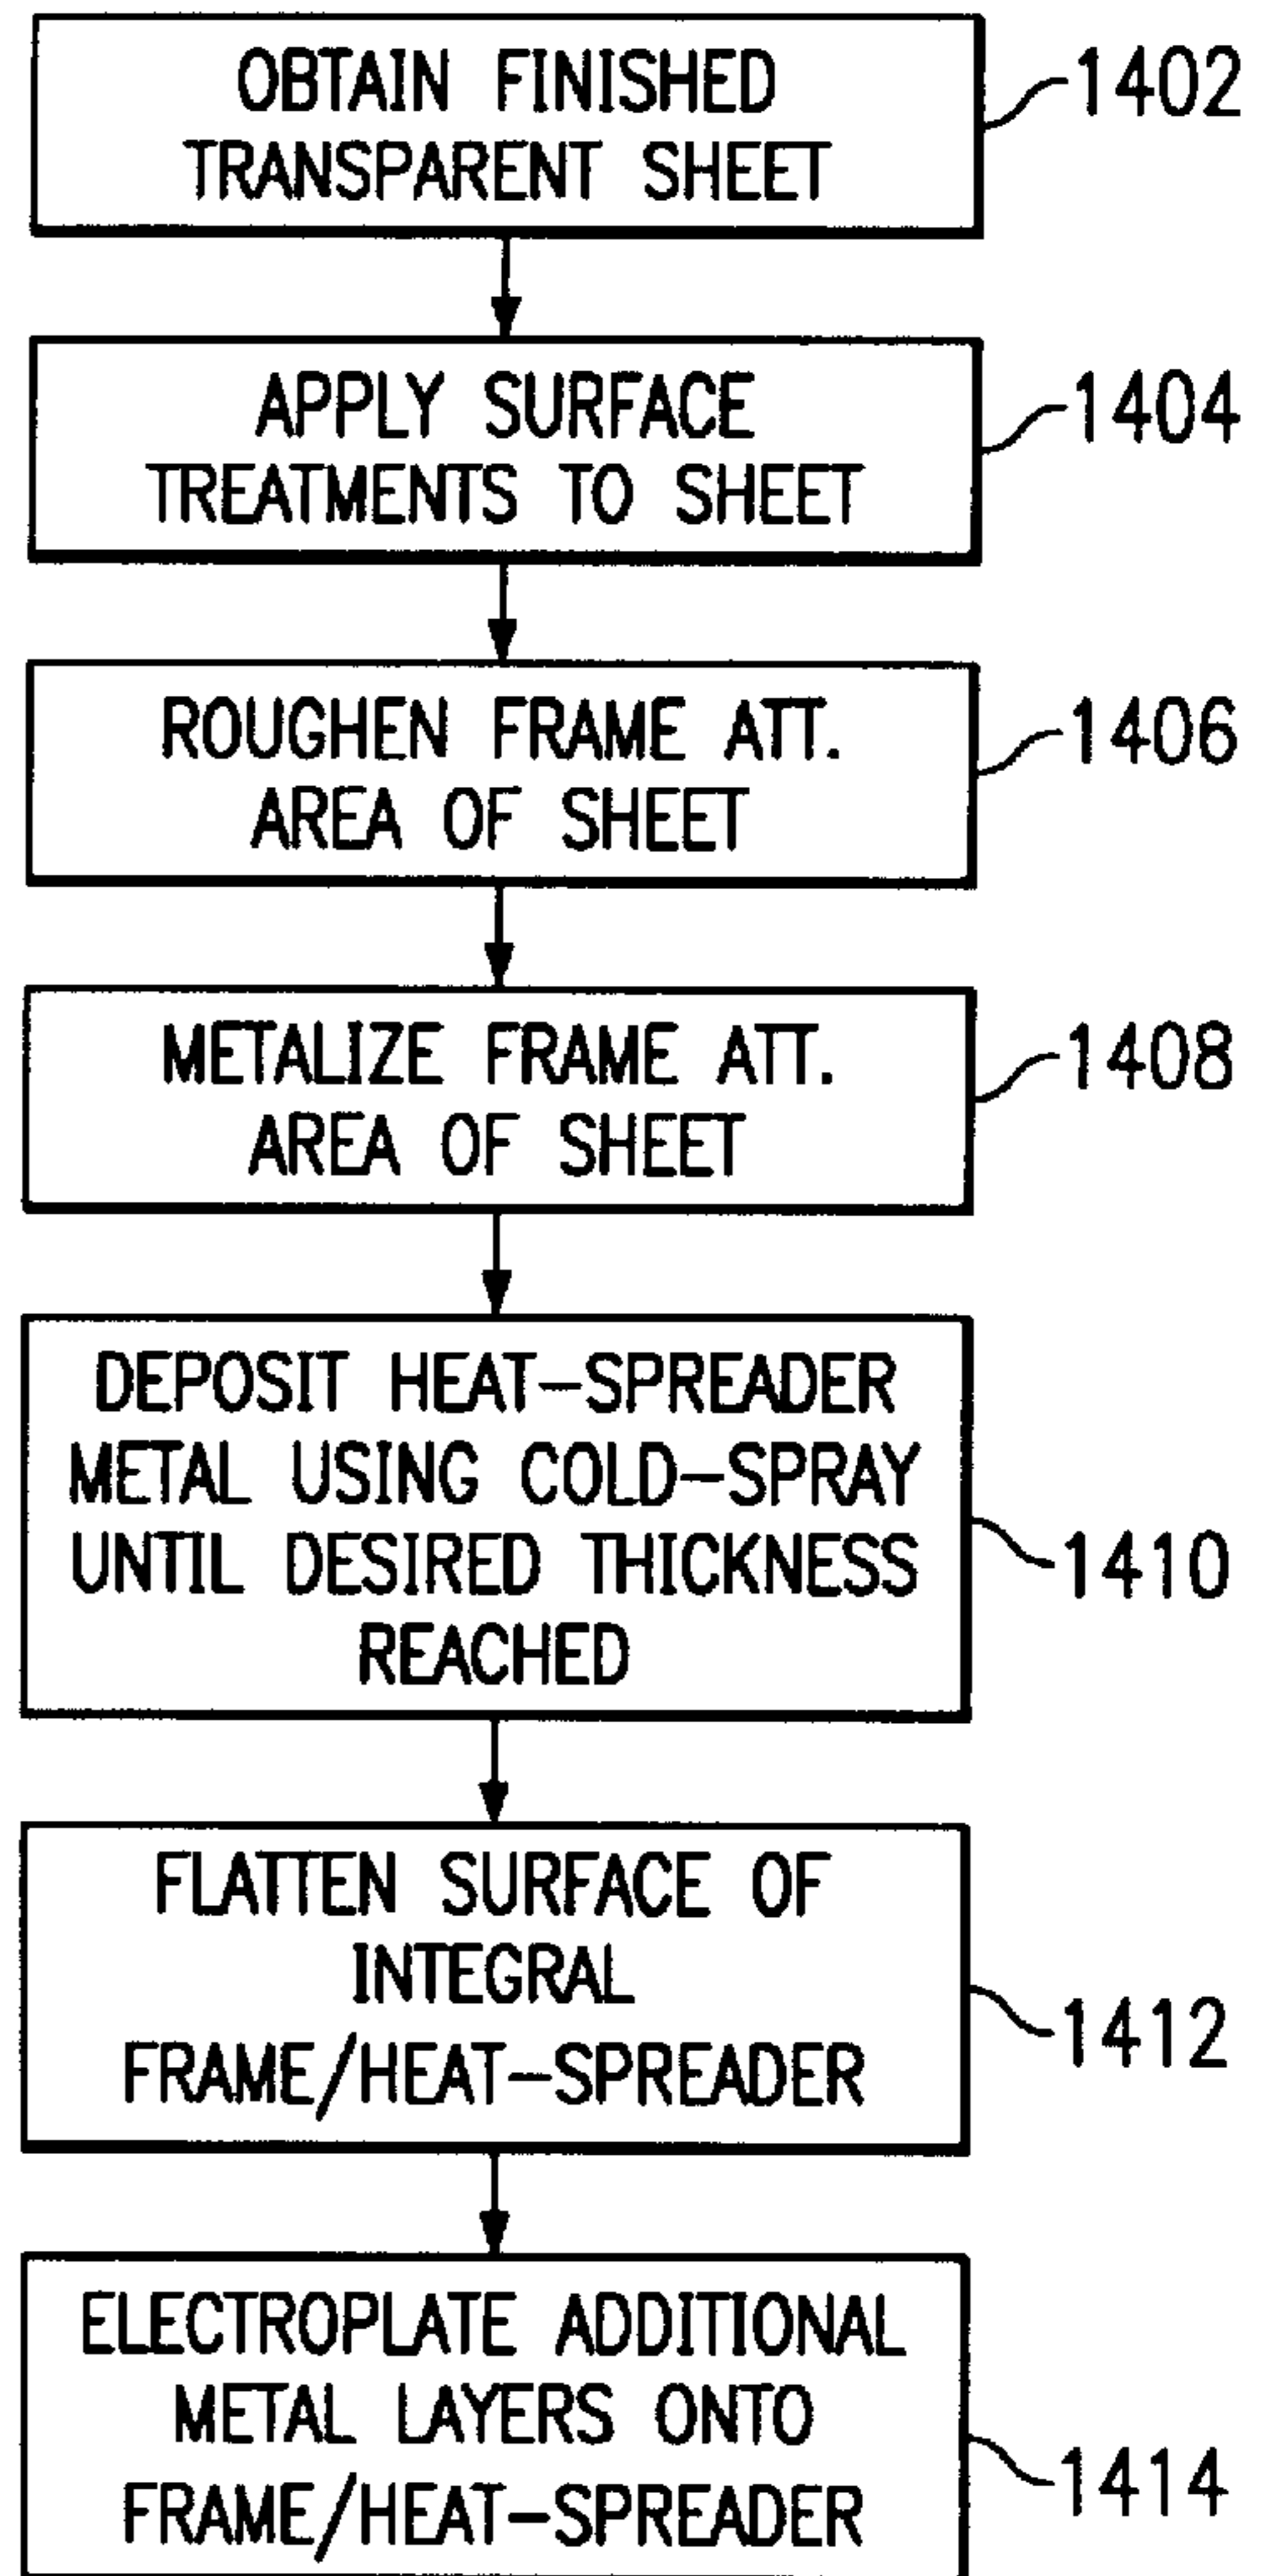 OBTAIN FINISHED
TRANSPARENT SHEET
1402
APPLY SURFACE
TREATMENTS TO SHEET
1404
ROUGHEN FRAME ATT.
AREA OF SHEET
1406
METALIZE FRAME ATT.
AREA OF SHEET
1408
DEPOSIT HEAT-SPREADER
METAL USING COLD-SPRAY
UNTIL DESIRED THICKNESS
REACHED
1410
FLATTEN SURFACE OF
INTEGRAL
FRAME/HEAT-SPREADER
1412
ELECTROPLATE ADDITIONAL
METAL LAYERS ONTO
FRAME/HEAT-SPREADER
1414